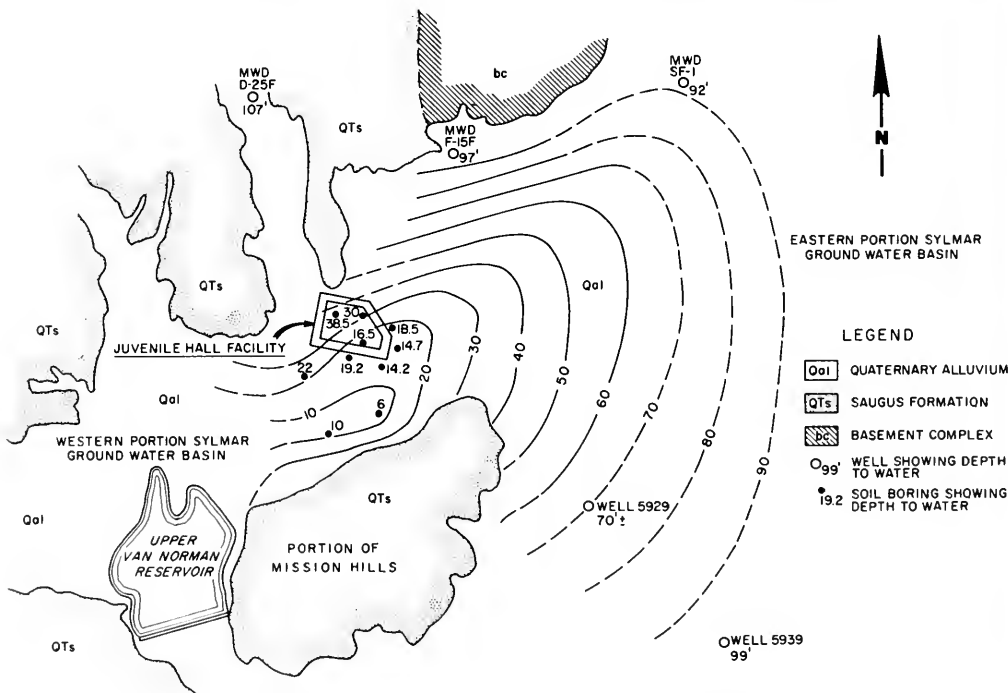 MWD
D-25F
107'
QTs
bc
MWD
SF-1
92'
MWD
F-15F
97'
N
EASTERN PORTION SYLMAR
GROUND WATER BASIN
Qal
QTs
QTs
30
38.5
16.5
18.5
14.7
JUVENILE HALL FACILITY
22
19.2
14.2
20
30
40
50
60
70
80
90
Qal
10
6
10
WESTERN PORTION SYLMAR
GROUND WATER BASIN
Qal
UPPER
VAN NORMAN
RESERVOIR
QTs
PORTION OF
MISSION HILLS
QTs
WELL 5929
70'±
WELL 5939
99'
LEGEND
Qal QUATERNARY ALLUVIUM
QTs SAUGUS FORMATION
bc BASEMENT COMPLEX
99' WELL SHOWING DEPTH
TO WATER
19.2 SOIL BORING SHOWING
DEPTH TO WATER